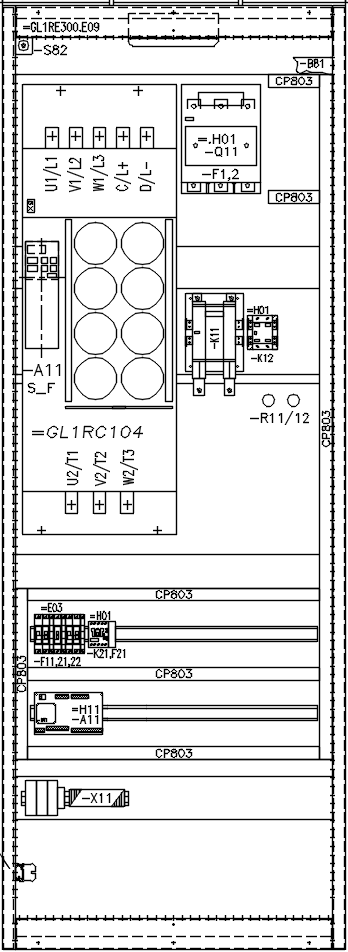 =GL1RE300.E09
-S82
-B81
CP803
=.H01
-Q11
-F1,2
CP803
U1/L1
V1/L2
W1/L3
C/L+
D/L-
-K11
=H01
-K12
-A11
S_F
-R11/12
CP803
=GL1RC104
U2/T1
V2/T2
W2/T3
CP803
=E03
=H01
-F11,21,22
-K21,F21
CP803
CP803
=H11
-A11
CP803
-X11